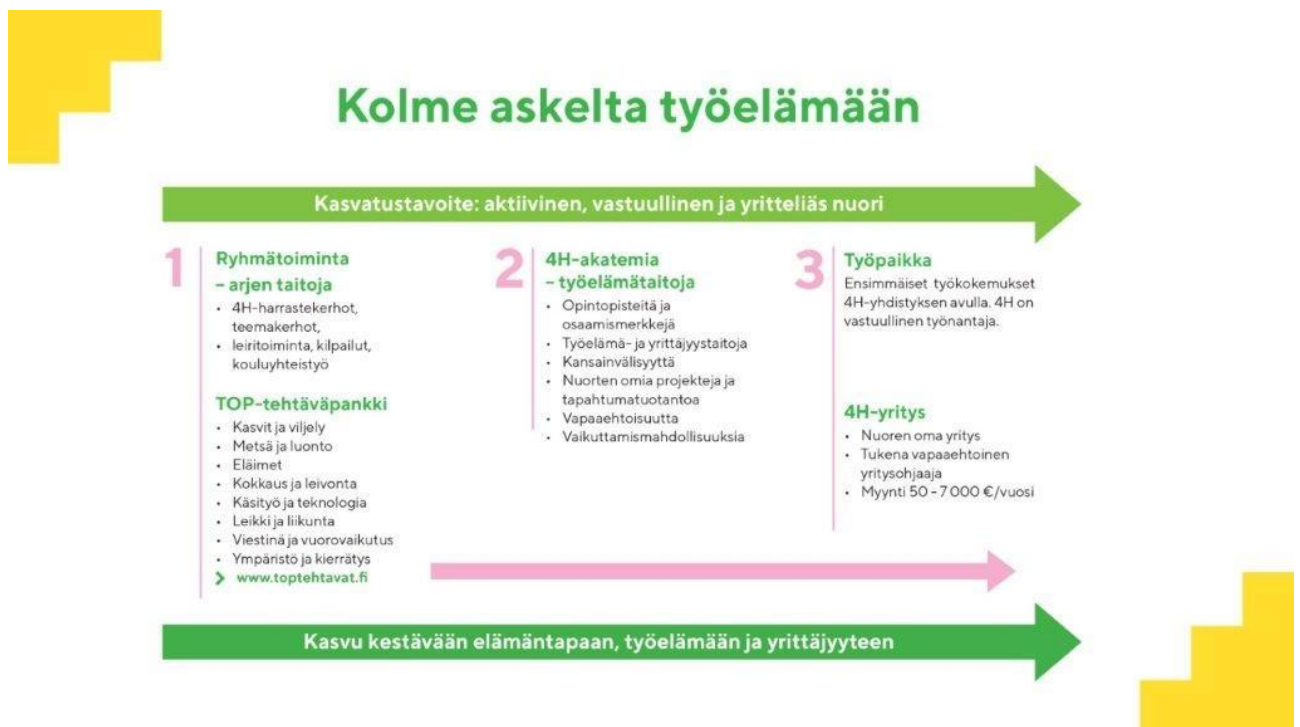 Kolme askelta työelämään
Kasvatustavoite: aktiivinen, vastuullinen ja yritteliäs nuori
1
Ryhmätoiminta
– arjen taitoja
• 4H-harrastekerhot,
teemakerhot,
• leiritoiminta, kilpailut,
kouluyhteistyö
TOP-tehtäväpankki
• Kasvit ja viljely
• Metsä ja luonto
• Eläimet
• Kokkaus ja leivonta
• Käsityö ja teknologia
• Leikki ja liikunta
• Viestinä ja vuorovaikutus
• Ympäristö ja kierrätys
www.toptehtavat.fi
2
4H-akatemia
– työelämätaitoja
• Opintopisteitä ja
osaamismerkkejä
• Työelämä- ja yrittäjyystaitoja
• Kansainvälisyyttä
• Nuorten omia projekteja ja
tapahtumatuotantoa
• Vapaaehtoisuutta
• Vaikuttamismahdollisuuksia
3
Työpaikka
Ensimmäiset työkokemukset
4H-yhdistyksen avulla. 4H on
vastuullinen työnantaja.
4H-yritys
• Nuoren oma yritys
• Tukena vapaaehtoinen
yritysohjaaja
• Myynti 50 - 7 000 €/vuosi
Kasvu kestävään elämäntapaan, työelämään ja yrittäjyyteen